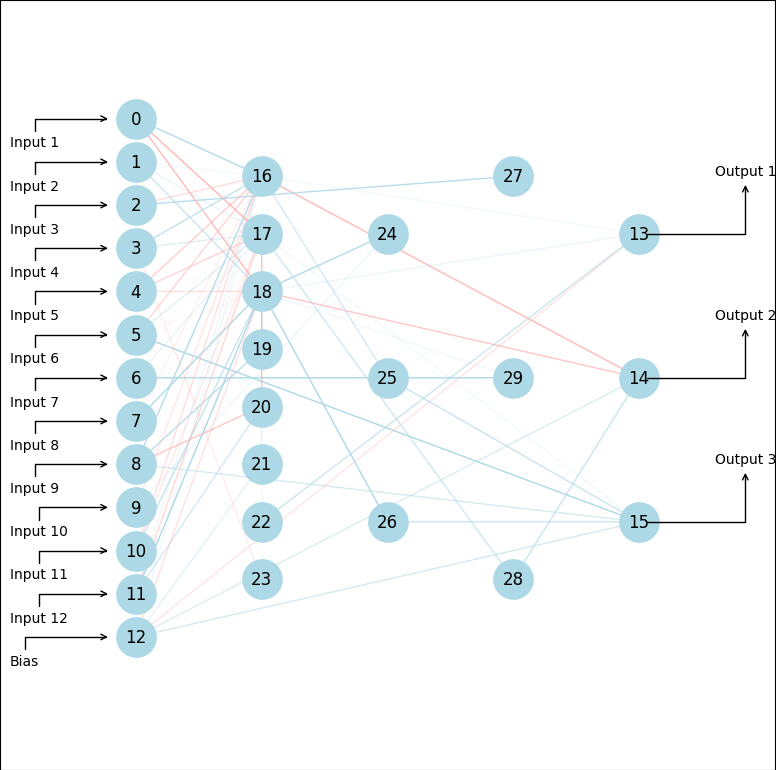 0
Input 1
1
Input 2
2
Input 3
3
Input 4
4
Input 5
5
Input 6
6
Input 7
7
Input 8
8
Input 9
9
Input 10
10
Input 11
11
Input 12
12
Bias
16
17
18
19
20
21
22
23
24
25
26
27
29
28
13
14
15
Output 1
Output 2
Output 3